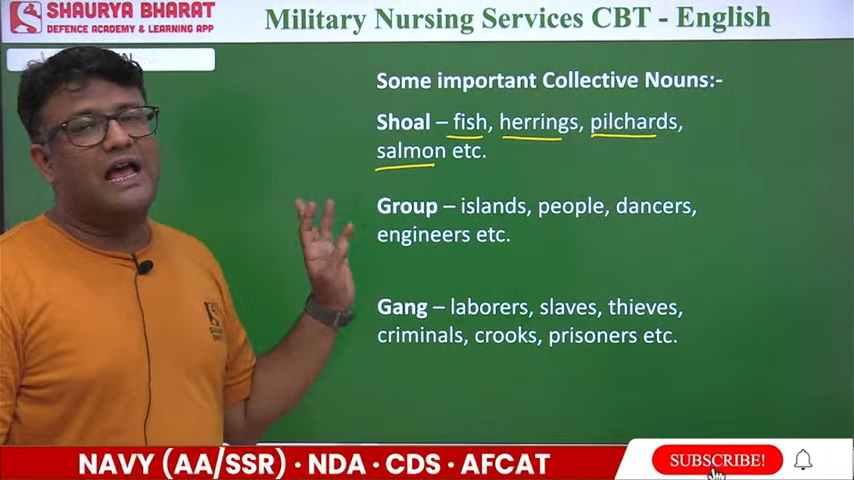 SHAURYA BHARAT
DEFENCE ACADEMY & LEARNING APP
Military Nursing Services CBT - English
Some important Collective Nouns:-
Shoal – fish, herrings, pilchards,
salmon etc.
Group – islands, people, dancers,
engineers etc.
Gang – laborers, slaves, thieves,
criminals, crooks, prisoners etc.
NAVY (AA/SSR) · NDA · CDS · AFCAT
SUBSCRIBE!